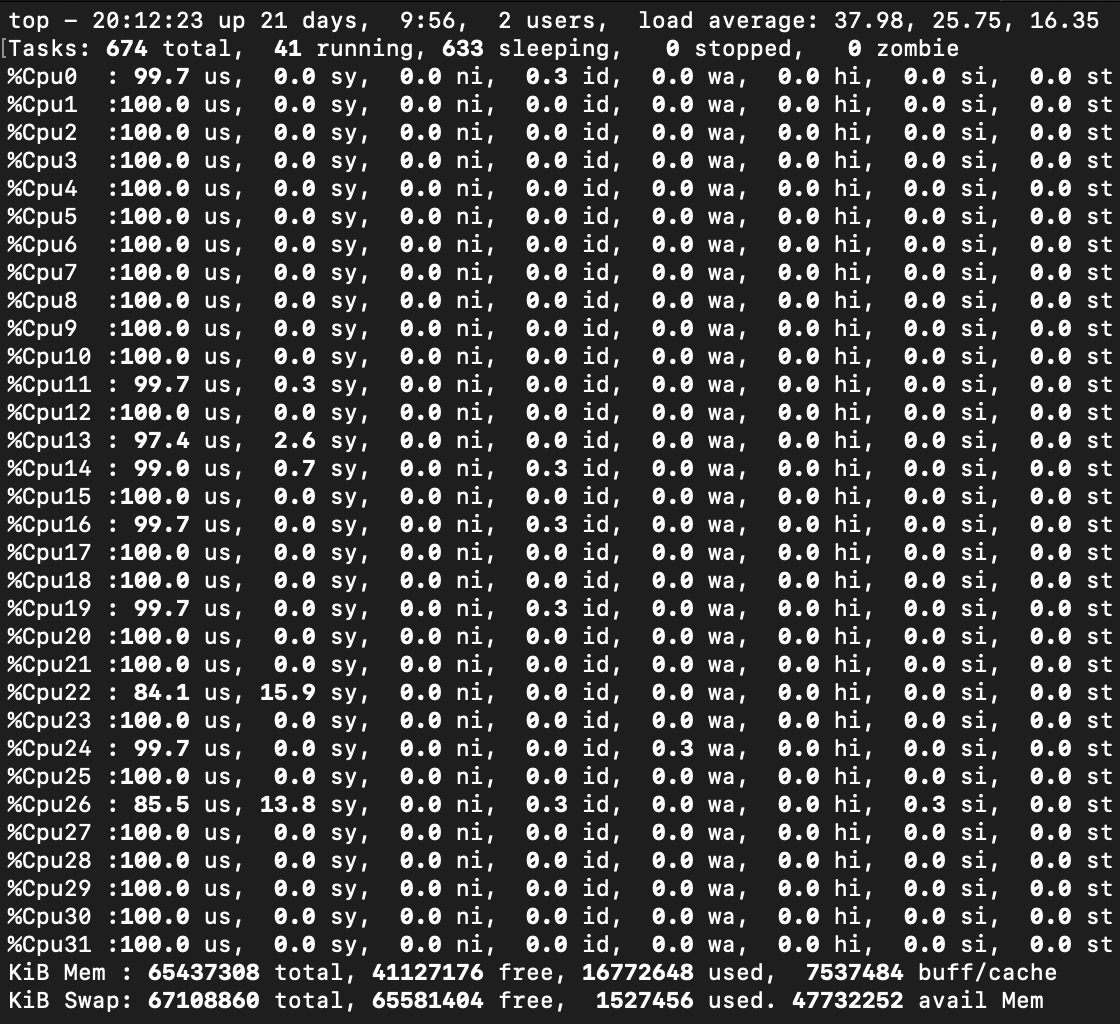 top - 20:12:23 up 21 days,  9:56,  2 users,  load average: 37.98, 25.75, 16.35
[Tasks: 674 total,  41 running, 633 sleeping,   0 stopped,   0 zombie
%Cpu0  : 99.7 us,  0.0 sy,  0.0 ni,  0.3 id,  0.0 wa,  0.0 hi,  0.0 si,  0.0 st
%Cpu1  :100.0 us,  0.0 sy,  0.0 ni,  0.0 id,  0.0 wa,  0.0 hi,  0.0 si,  0.0 st
%Cpu2  :100.0 us,  0.0 sy,  0.0 ni,  0.0 id,  0.0 wa,  0.0 hi,  0.0 si,  0.0 st
%Cpu3  :100.0 us,  0.0 sy,  0.0 ni,  0.0 id,  0.0 wa,  0.0 hi,  0.0 si,  0.0 st
%Cpu4  :100.0 us,  0.0 sy,  0.0 ni,  0.0 id,  0.0 wa,  0.0 hi,  0.0 si,  0.0 st
%Cpu5  :100.0 us,  0.0 sy,  0.0 ni,  0.0 id,  0.0 wa,  0.0 hi,  0.0 si,  0.0 st
%Cpu6  :100.0 us,  0.0 sy,  0.0 ni,  0.0 id,  0.0 wa,  0.0 hi,  0.0 si,  0.0 st
%Cpu7  :100.0 us,  0.0 sy,  0.0 ni,  0.0 id,  0.0 wa,  0.0 hi,  0.0 si,  0.0 st
%Cpu8  :100.0 us,  0.0 sy,  0.0 ni,  0.0 id,  0.0 wa,  0.0 hi,  0.0 si,  0.0 st
%Cpu9  :100.0 us,  0.0 sy,  0.0 ni,  0.0 id,  0.0 wa,  0.0 hi,  0.0 si,  0.0 st
%Cpu10 :100.0 us,  0.0 sy,  0.0 ni,  0.0 id,  0.0 wa,  0.0 hi,  0.0 si,  0.0 st
%Cpu11 : 99.7 us,  0.3 sy,  0.0 ni,  0.0 id,  0.0 wa,  0.0 hi,  0.0 si,  0.0 st
%Cpu12 :100.0 us,  0.0 sy,  0.0 ni,  0.0 id,  0.0 wa,  0.0 hi,  0.0 si,  0.0 st
%Cpu13 : 97.4 us,  2.6 sy,  0.0 ni,  0.0 id,  0.0 wa,  0.0 hi,  0.0 si,  0.0 st
%Cpu14 : 99.0 us,  0.7 sy,  0.0 ni,  0.3 id,  0.0 wa,  0.0 hi,  0.0 si,  0.0 st
%Cpu15 :100.0 us,  0.0 sy,  0.0 ni,  0.0 id,  0.0 wa,  0.0 hi,  0.0 si,  0.0 st
%Cpu16 : 99.7 us,  0.0 sy,  0.0 ni,  0.3 id,  0.0 wa,  0.0 hi,  0.0 si,  0.0 st
%Cpu17 :100.0 us,  0.0 sy,  0.0 ni,  0.0 id,  0.0 wa,  0.0 hi,  0.0 si,  0.0 st
%Cpu18 :100.0 us,  0.0 sy,  0.0 ni,  0.0 id,  0.0 wa,  0.0 hi,  0.0 si,  0.0 st
%Cpu19 : 99.7 us,  0.0 sy,  0.0 ni,  0.3 id,  0.0 wa,  0.0 hi,  0.0 si,  0.0 st
%Cpu20 :100.0 us,  0.0 sy,  0.0 ni,  0.0 id,  0.0 wa,  0.0 hi,  0.0 si,  0.0 st
%Cpu21 :100.0 us,  0.0 sy,  0.0 ni,  0.0 id,  0.0 wa,  0.0 hi,  0.0 si,  0.0 st
%Cpu22 : 84.1 us, 15.9 sy,  0.0 ni,  0.0 id,  0.0 wa,  0.0 hi,  0.0 si,  0.0 st
%Cpu23 :100.0 us,  0.0 sy,  0.0 ni,  0.0 id,  0.0 wa,  0.0 hi,  0.0 si,  0.0 st
%Cpu24 : 99.7 us,  0.0 sy,  0.0 ni,  0.0 id,  0.3 wa,  0.0 hi,  0.0 si,  0.0 st
%Cpu25 :100.0 us,  0.0 sy,  0.0 ni,  0.0 id,  0.0 wa,  0.0 hi,  0.0 si,  0.0 st
%Cpu26 : 85.5 us, 13.8 sy,  0.0 ni,  0.3 id,  0.0 wa,  0.0 hi,  0.3 si,  0.0 st
%Cpu27 :100.0 us,  0.0 sy,  0.0 ni,  0.0 id,  0.0 wa,  0.0 hi,  0.0 si,  0.0 st
%Cpu28 :100.0 us,  0.0 sy,  0.0 ni,  0.0 id,  0.0 wa,  0.0 hi,  0.0 si,  0.0 st
%Cpu29 :100.0 us,  0.0 sy,  0.0 ni,  0.0 id,  0.0 wa,  0.0 hi,  0.0 si,  0.0 st
%Cpu30 :100.0 us,  0.0 sy,  0.0 ni,  0.0 id,  0.0 wa,  0.0 hi,  0.0 si,  0.0 st
%Cpu31 :100.0 us,  0.0 sy,  0.0 ni,  0.0 id,  0.0 wa,  0.0 hi,  0.0 si,  0.0 st
KiB Mem : 65437308 total, 41127176 free, 16772648 used,  7537484 buff/cache
KiB Swap: 67108860 total, 65581404 free,  1527456 used. 47732252 avail Mem